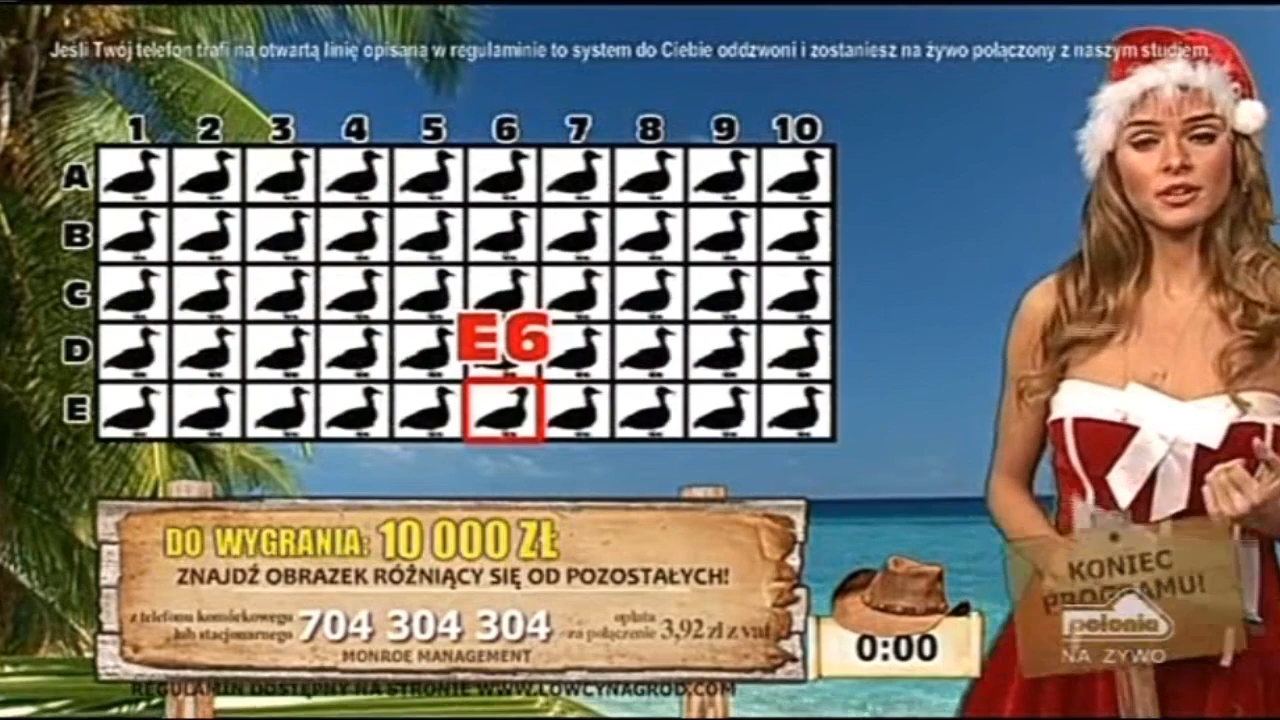 Jeśli Twój telefon trafi na otwartą linię opisaną w regulaminie to system do Ciebie oddzwoni i zostaniesz na żywo połączony z naszym studiem.
1 2 3 4 5 6 7 8 9 10
A
B
C
E6
D
E
DO WYGRANIA: 10 000 ZŁ
ZNAJDŹ OBRAZEK RÓŻNIĄCY SIĘ OD POZOSTAŁYCH!
z telefonu komórkowego
lub stacjonarnego
704 304 304
opłata
za połączenie 3,92 zł z vat
MONROE MANAGEMENT
REGULAMIN DOSTĘPNY NA STRONIE WWW.LOWCYNAGROD.COM
0:00
KONIEC
PROGRAMU!
polonia
NA ŻYWO